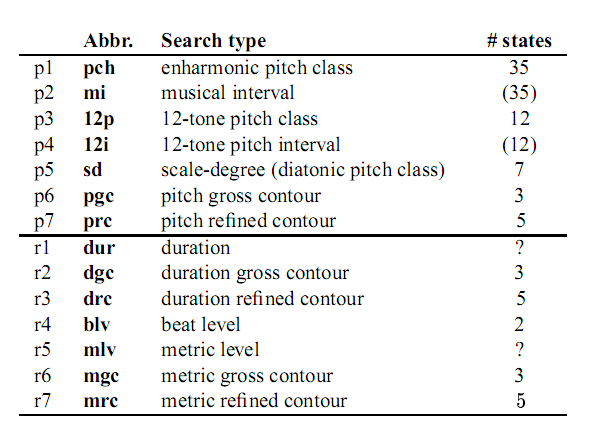 Abbr. Search type # states
p1 pch enharmonic pitch class 35
p2 mi musical interval (35)
p3 12p 12-tone pitch class 12
p4 12i 12-tone pitch interval (12)
p5 sd scale-degree (diatonic pitch class) 7
p6 pgc pitch gross contour 3
p7 prc pitch refined contour 5
r1 dur duration ?
r2 dgc duration gross contour 3
r3 drc duration refined contour 5
r4 blv beat level 2
r5 mlv metric level ?
r6 mgc metric gross contour 3
r7 mrc metric refined contour 5